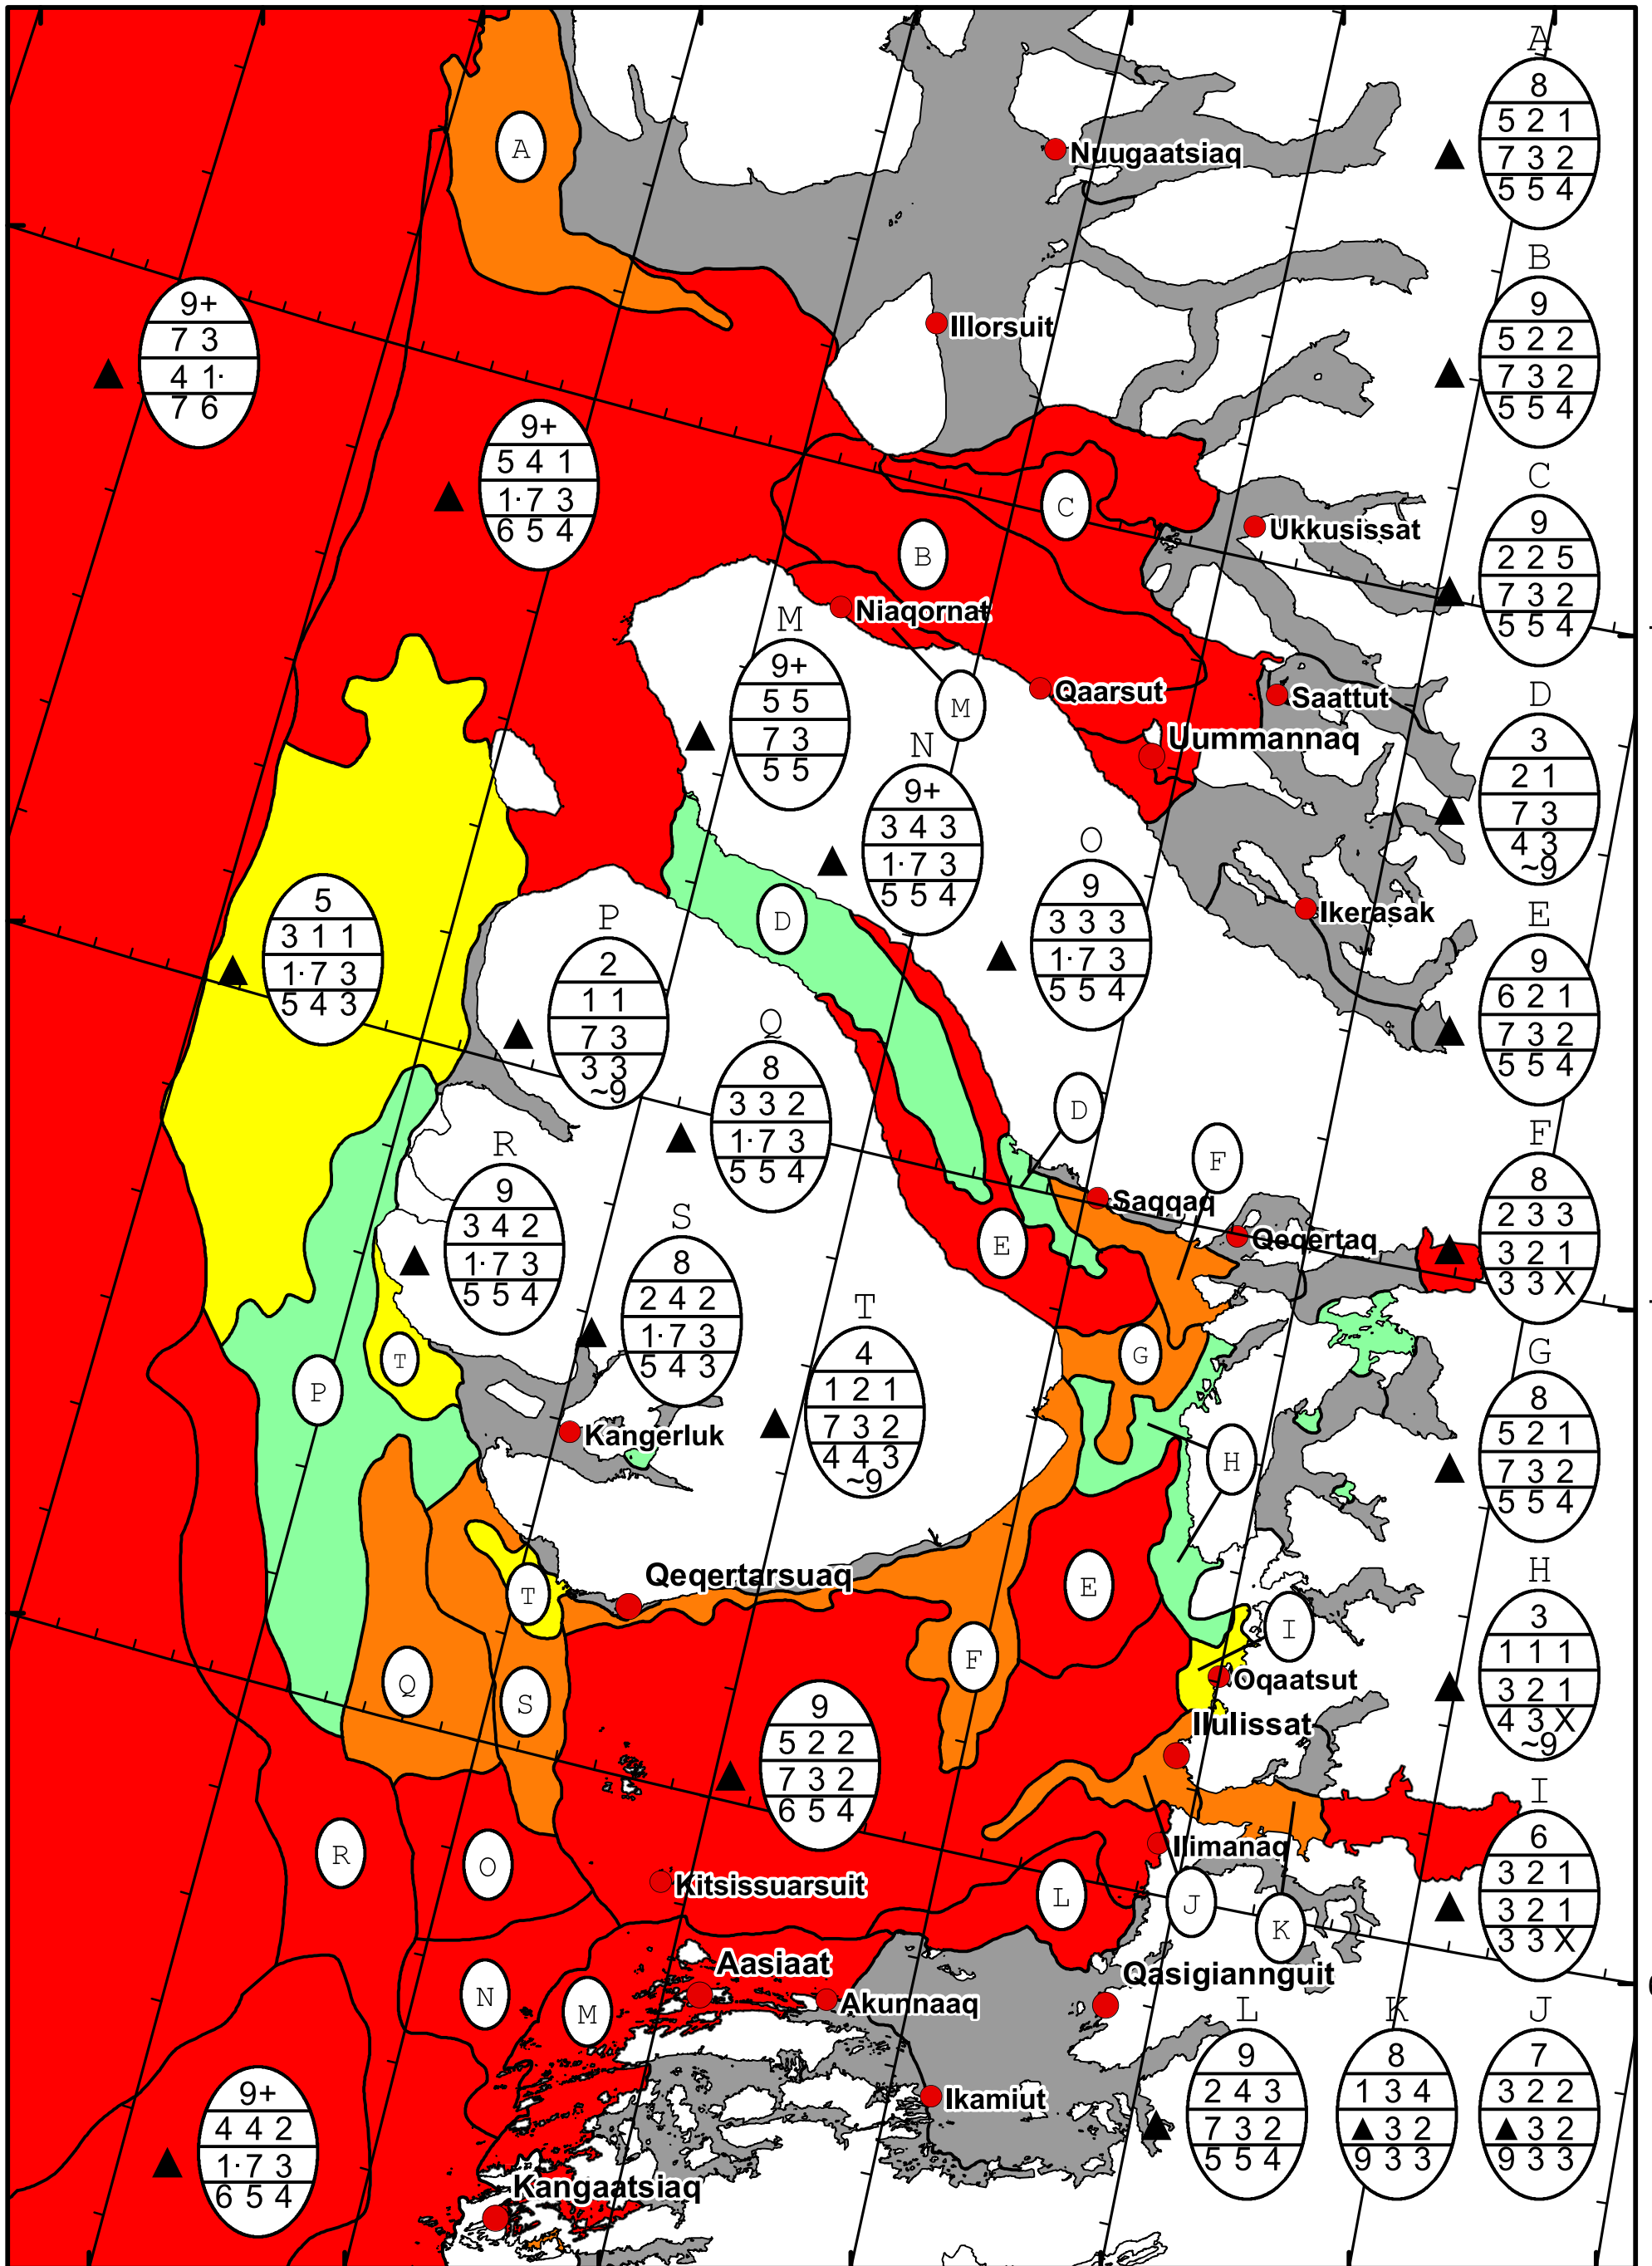 A
8
5 2 1
7 3 2
5 5 4
A
Nuugaatsiaq
B
9
5 2 2
7 3 2
5 5 4
9+
7 3
4 1·
7 6
Illorsuit
9+
5 4 1
1· 7 3
6 5 4
C
9
2 2 5
7 3 2
5 5 4
C
B
Ukkusissat
Niaqornat
M
9+
5 5
7 3
5 5
M
Qaarsut
Saattut
Uummannaq
D
3
2 1
7 3
4 3
~9
N
9+
3 4 3
1· 7 3
5 5 4
O
9
3 3 3
1· 7 3
5 5 4
5
3 1 1
1· 7 3
5 4 3
D
Ikerasak
P
2
1 1
7 3
3 3
~9
E
9
6 2 1
7 3 2
5 5 4
Q
8
3 3 2
1· 7 3
5 5 4
D
F
R
9
3 4 2
1· 7 3
5 5 4
F
8
2 3 3
3 2 1
3 3 X
Saqqaq
Qeqertaq
E
S
8
2 4 2
1· 7 3
5 4 3
T
4
1 2 1
7 3 2
4 4 3
~9
G
T
P
G
8
5 2 1
7 3 2
5 5 4
Kangerluk
H
Qeqertarsuaq
T
E
H
3
1 1 1
3 2 1
4 3 X
~9
I
F
Q
S
Oqaatsut
Ilulissat
9
5 2 2
7 3 2
6 5 4
I
6
3 2 1
3 2 1
3 3 X
Ilimanaq
R
O
Kitsissuarsuit
L
J
K
Aasiaat
Qasigiannguit
N
M
Akunnaaq
L
9
2 4 3
7 3 2
5 5 4
K
8
1 3 4
▲ 3 2
9 3 3
J
7
3 2 2
▲ 3 2
9 3 3
Ikamiut
9+
4 4 2
1· 7 3
6 5 4
Kangaatsiaq